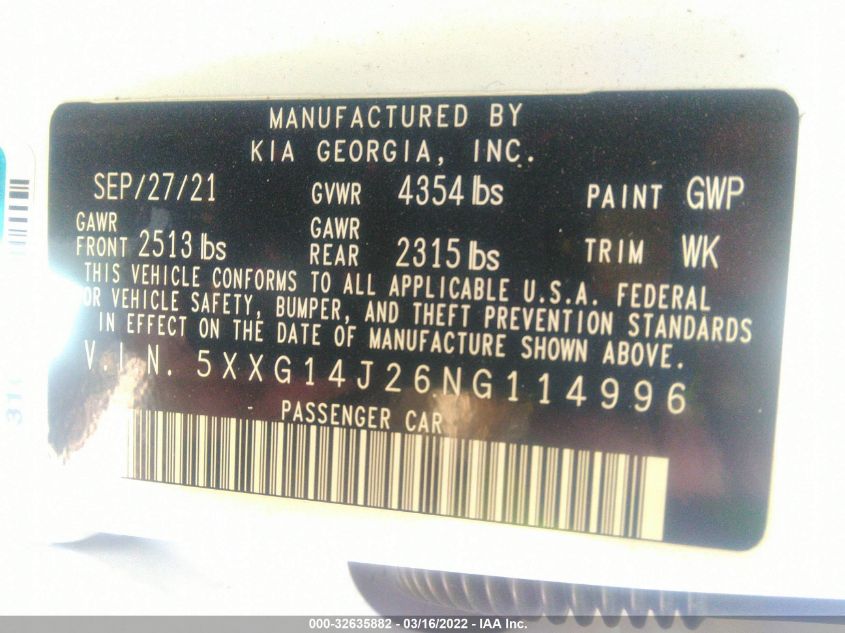 MANUFACTURED BY
KIA GEORGIA, INC.
SEP/27/21 GVWR 4354 lbs PAINT GWP
GAWR FRONT 2513 lbs GAWR REAR 2315 lbs TRIM WK
THIS VEHICLE CONFORMS TO ALL APPLICABLE U.S.A. FEDERAL
OR VEHICLE SAFETY, BUMPER, AND THEFT PREVENTION STANDARDS
IN EFFECT ON THE DATE OF MANUFACTURE SHOWN ABOVE.
V.I.N. 5XXG14J26NG114996
PASSENGER CAR
000-32635882 - 03/16/2022 - IAA Inc.